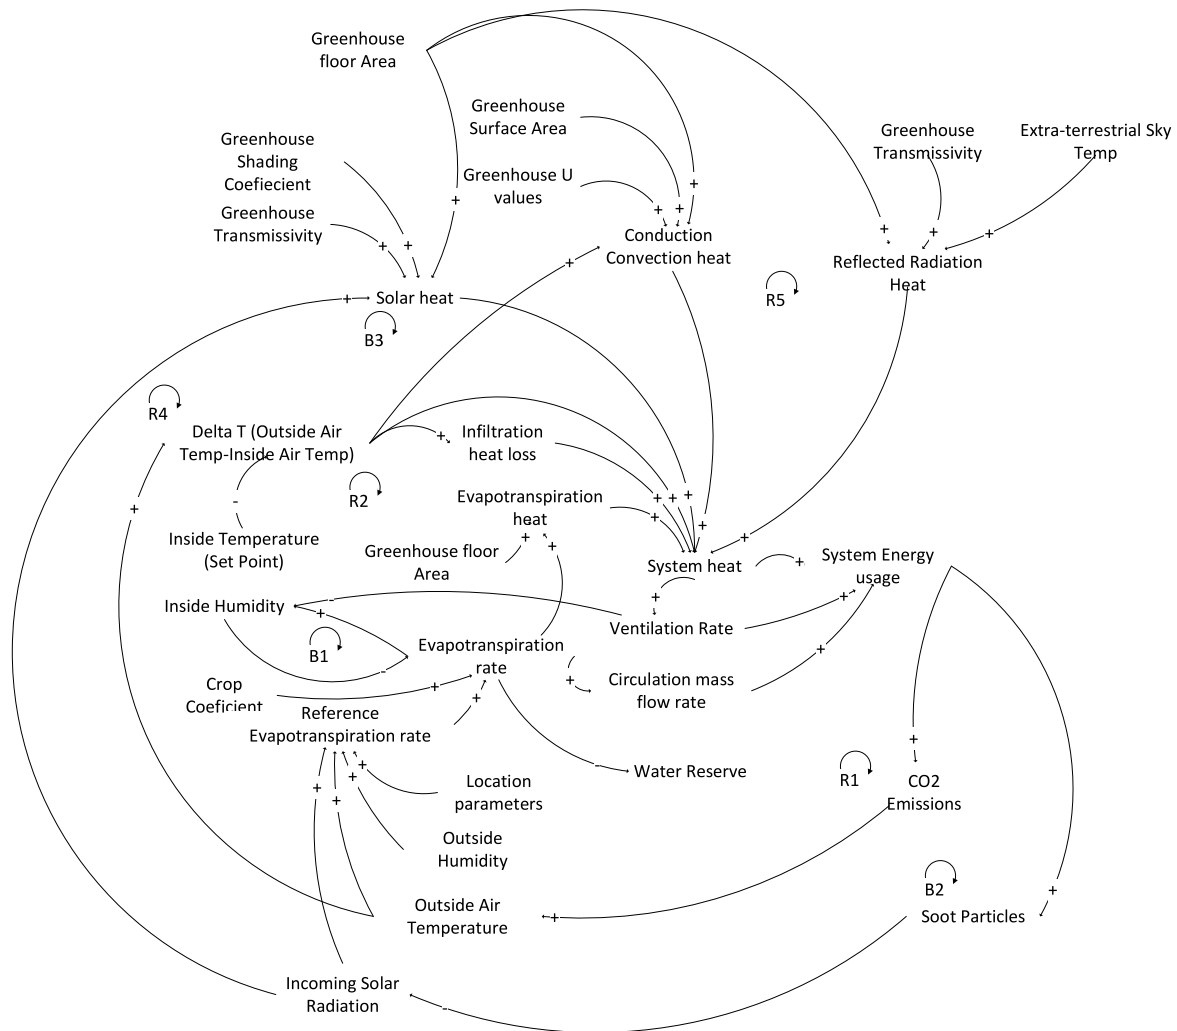 Greenhouse
floor Area
Greenhouse
Surface Area
Greenhouse
Shading
Coefiecient
Greenhouse U
values
Greenhouse
Transmissivity
Greenhouse
Transmissivity
Extra-terrestrial Sky
Temp
+
+
+
+
+
+
+
+
+
+
Conduction
Convection heat
Reflected Radiation
Heat
+
R5
+
Solar heat
B3
R4
Delta T (Outside Air
Temp-Inside Air Temp)
+
Infiltration
heat loss
R2
-
+
+
+
+
+
+
+
Evapotranspiration
heat
+
+
Inside Temperature
(Set Point)
Greenhouse floor
Area
System heat
+
System Energy
usage
+
+
Inside Humidity
-
+
Ventilation Rate
B1
-
Evapotranspiration
rate
+
+
Circulation mass
flow rate
Crop
Coeficient
+
+
Reference
Evapotranspiration rate
+
-
Water Reserve
R1
CO2
Emissions
+
+
+
+
Location
parameters
Outside
Humidity
B2
+
Soot Particles
Outside Air
Temperature
+
Incoming Solar
Radiation
-